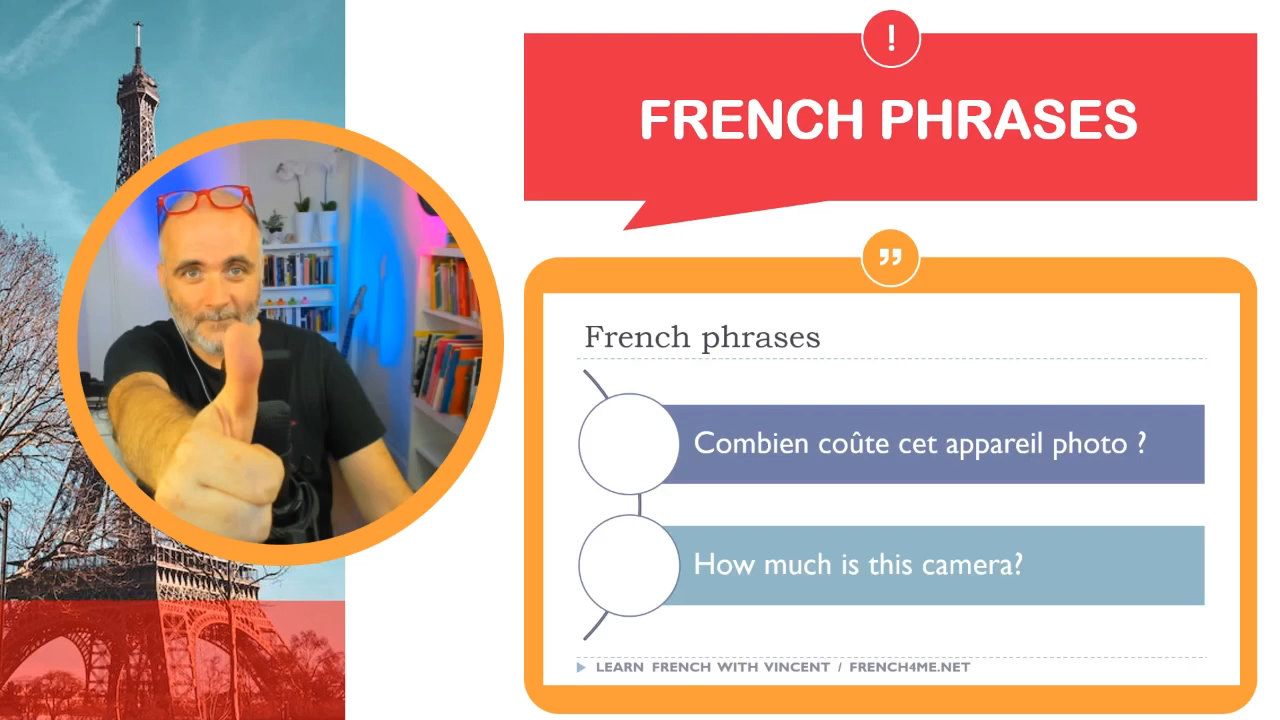 !
FRENCH PHRASES
”
French phrases
Combien coûte cet appareil photo ?
How much is this camera?
LEARN FRENCH WITH VINCENT / FRENCH4ME.NET